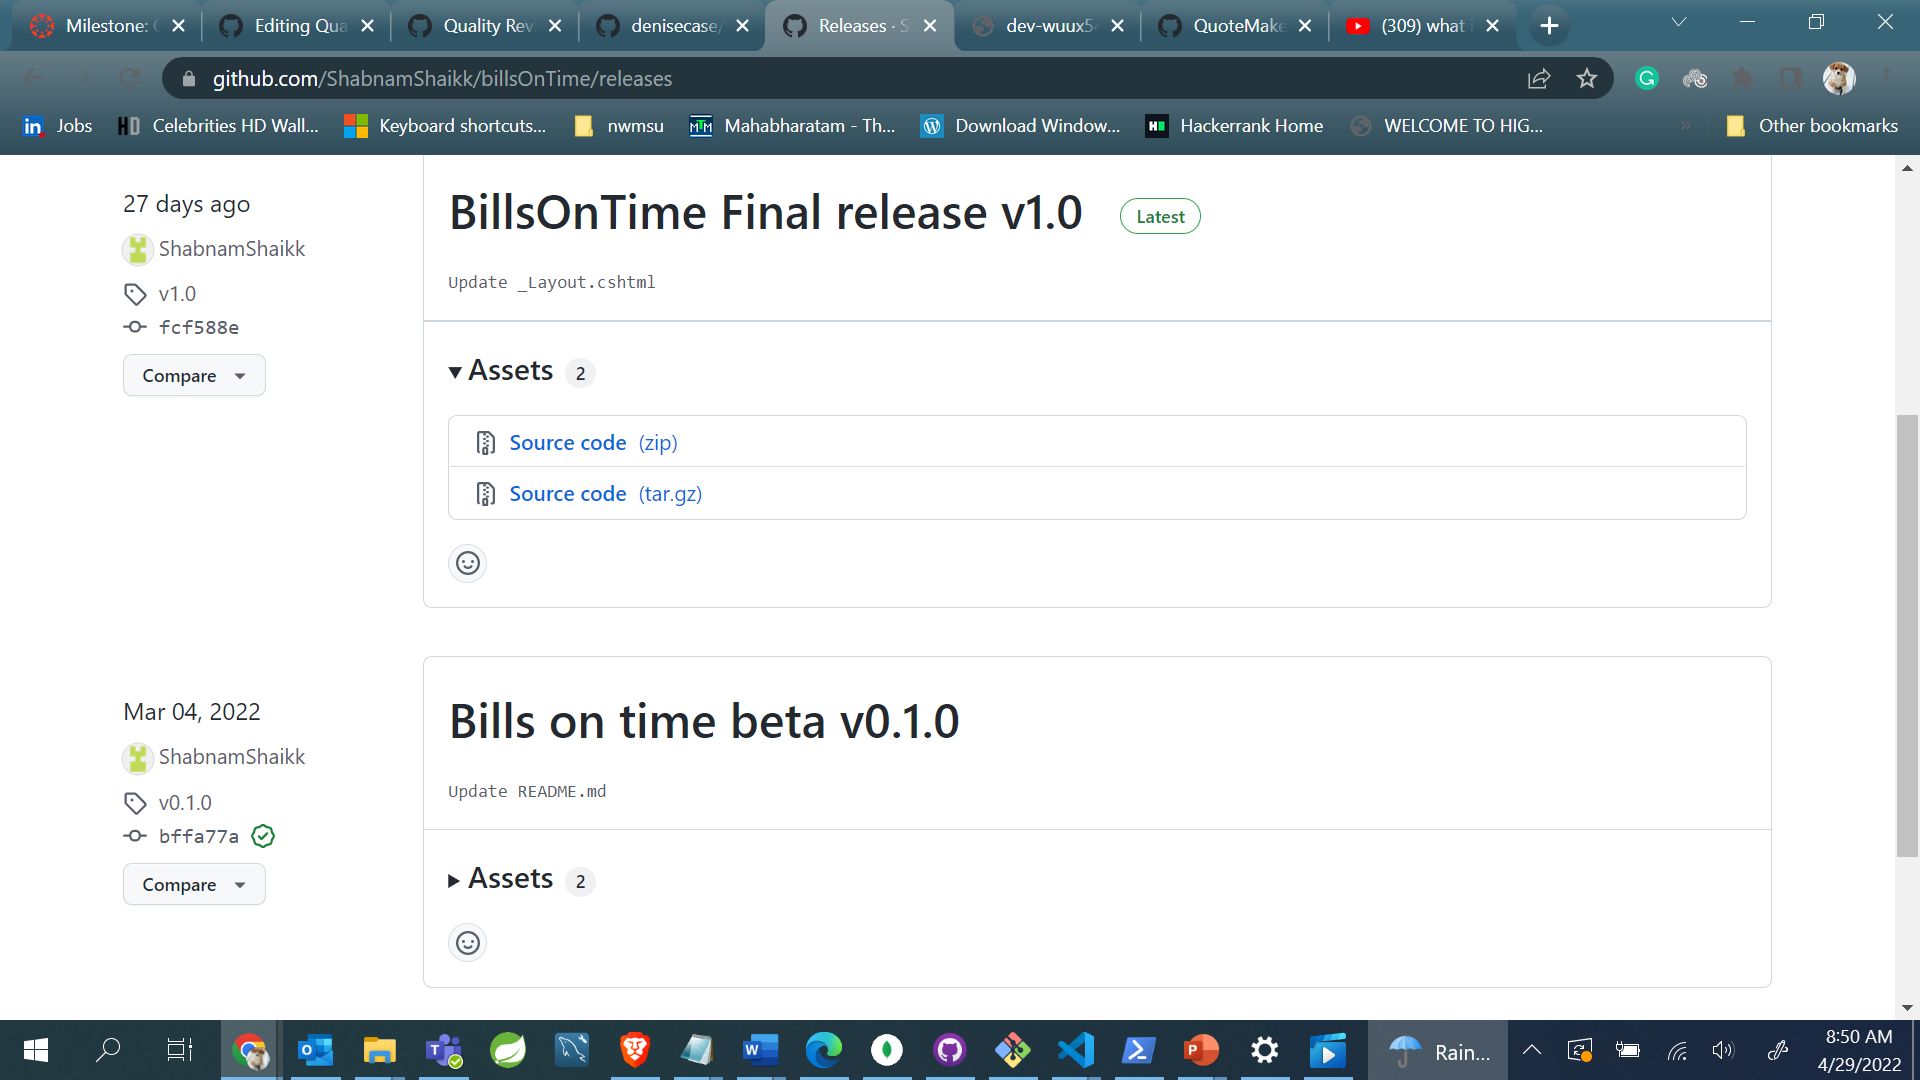 Milestone:
Editing Qua
Quality Rev
denisecase/
Releases · S
dev-wuux54
QuoteMake
(309) what i
github.com/ShabnamShaikk/billsOnTime/releases
Jobs
Celebrities HD Wall...
Keyboard shortcuts...
nwmsu
Mahabharatam - Th...
Download Window...
Hackerrank Home
WELCOME TO HIG...
»
Other bookmarks
27 days ago
ShabnamShaikk
v1.0
fcf588e
Compare
BillsOnTime Final release v1.0
Latest
Update _Layout.cshtml
Assets 2
Source code (zip)
Source code (tar.gz)
Mar 04, 2022
ShabnamShaikk
v0.1.0
bffa77a
Compare
Bills on time beta v0.1.0
Update README.md
Assets 2
Rain...
8:50 AM
4/29/2022